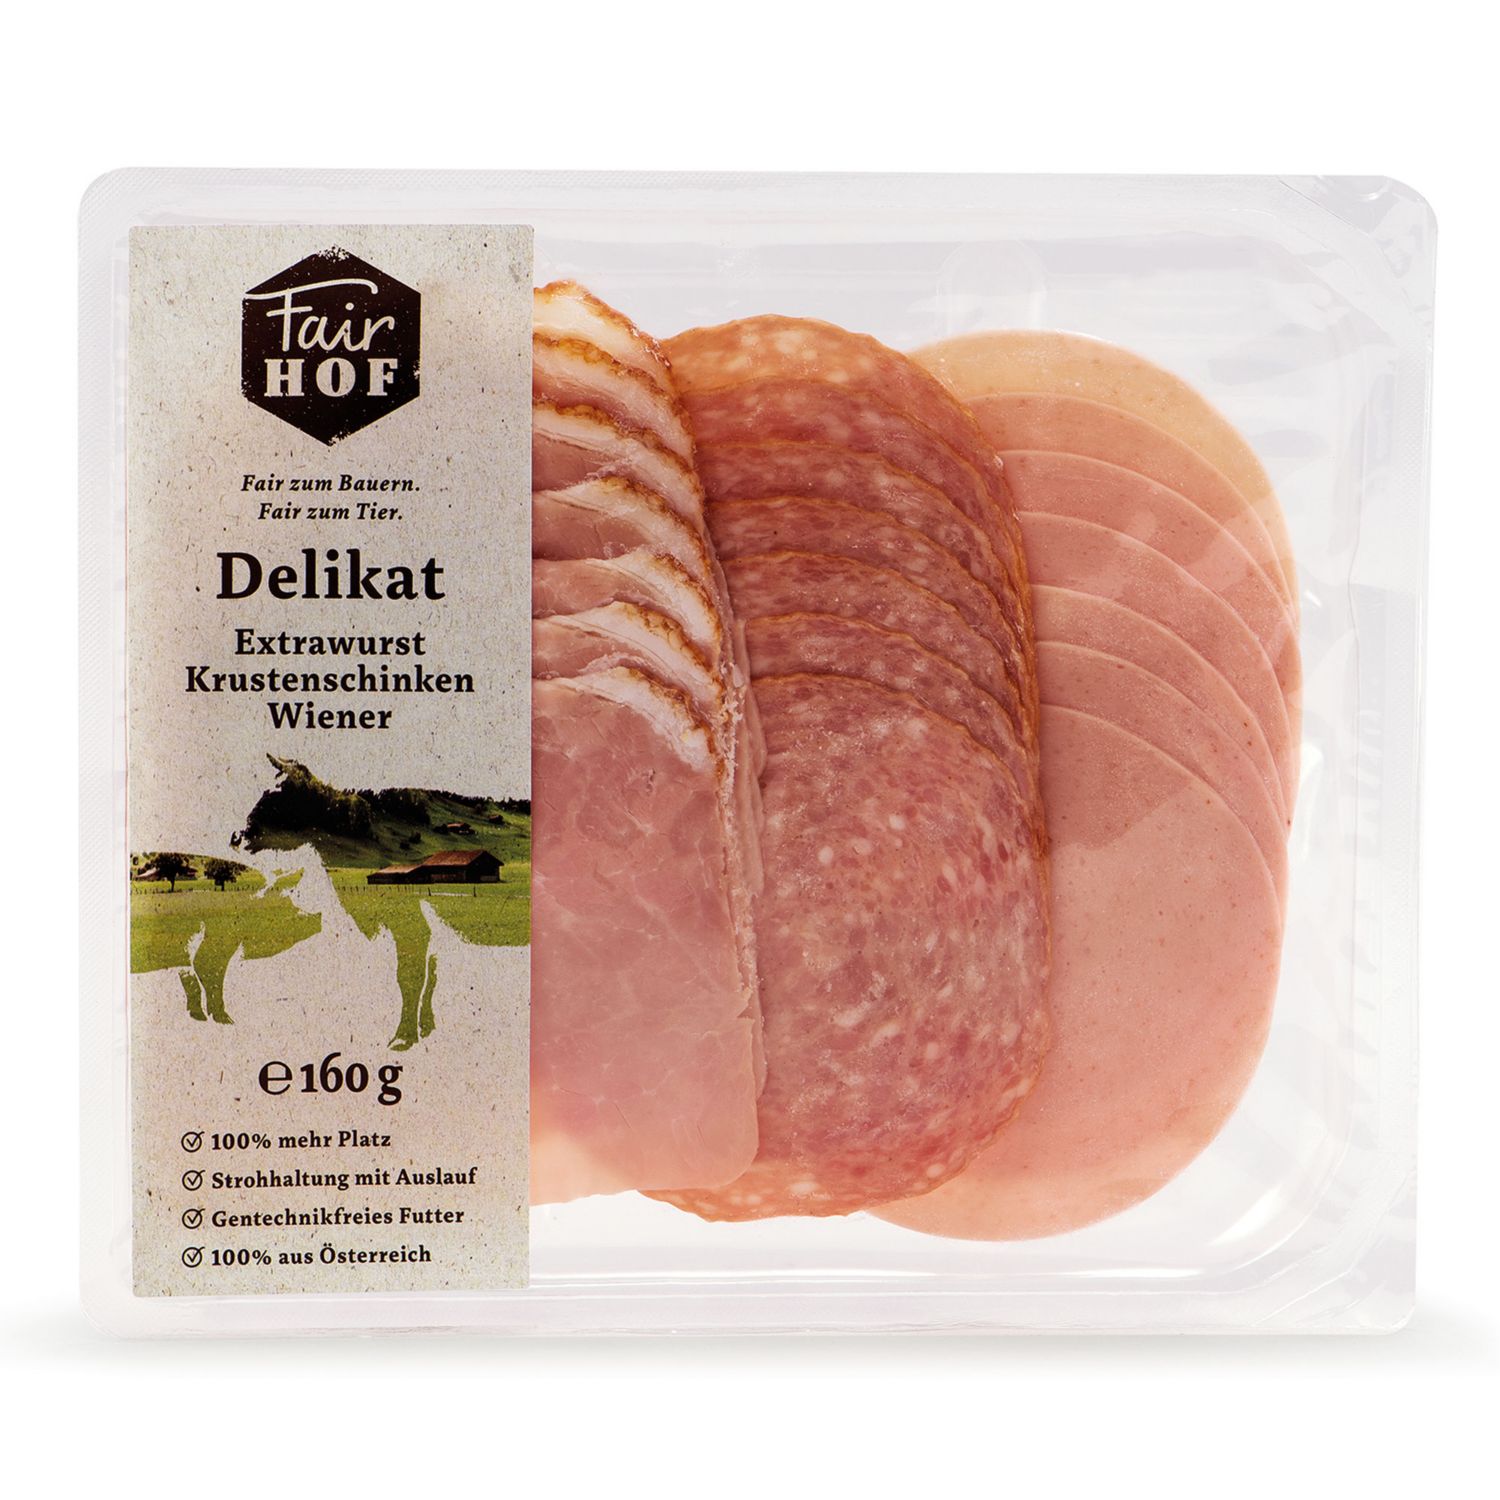 Fair
HOF
Fair zum Bauern.
Fair zum Tier.
Delikat
Extrawurst
Krustenschinken
Wiener
℮160 g
100% mehr Platz
Strohhaltung mit Auslauf
Gentechnikfreies Futter
100% aus Österreich